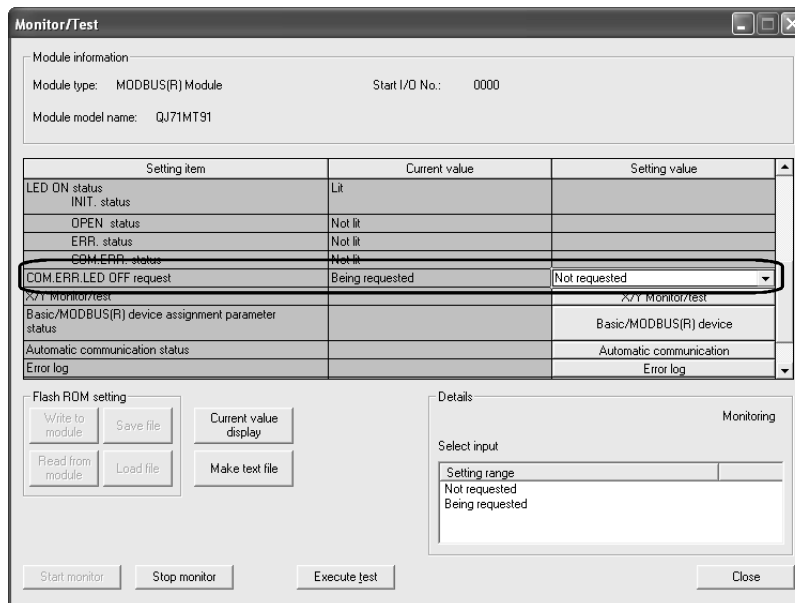 Monitor/Test
Module information
Module type: MODBUS(R) Module Start I/O No.: 0000
Module model name: QJ71MT91
Setting item Current value Setting value
LED ON status Lit
INIT. status
OPEN status Not lit
ERR. status Not lit
COM.ERR. status Not lit
COM.ERR.LED OFF request Being requested Not requested
X/Y Monitor/test X/Y Monitor/test
Basic/MODBUS(R) device assignment parameter
status Basic/MODBUS(R) device
Automatic communication status Automatic communication
Error log Error log
Flash ROM setting
Write to
module
Save file
Current value
display
Read from
module
Load file
Make text file
Details
Monitoring
Select input
Setting range
Not requested
Being requested
Start monitor Stop monitor Execute test Close